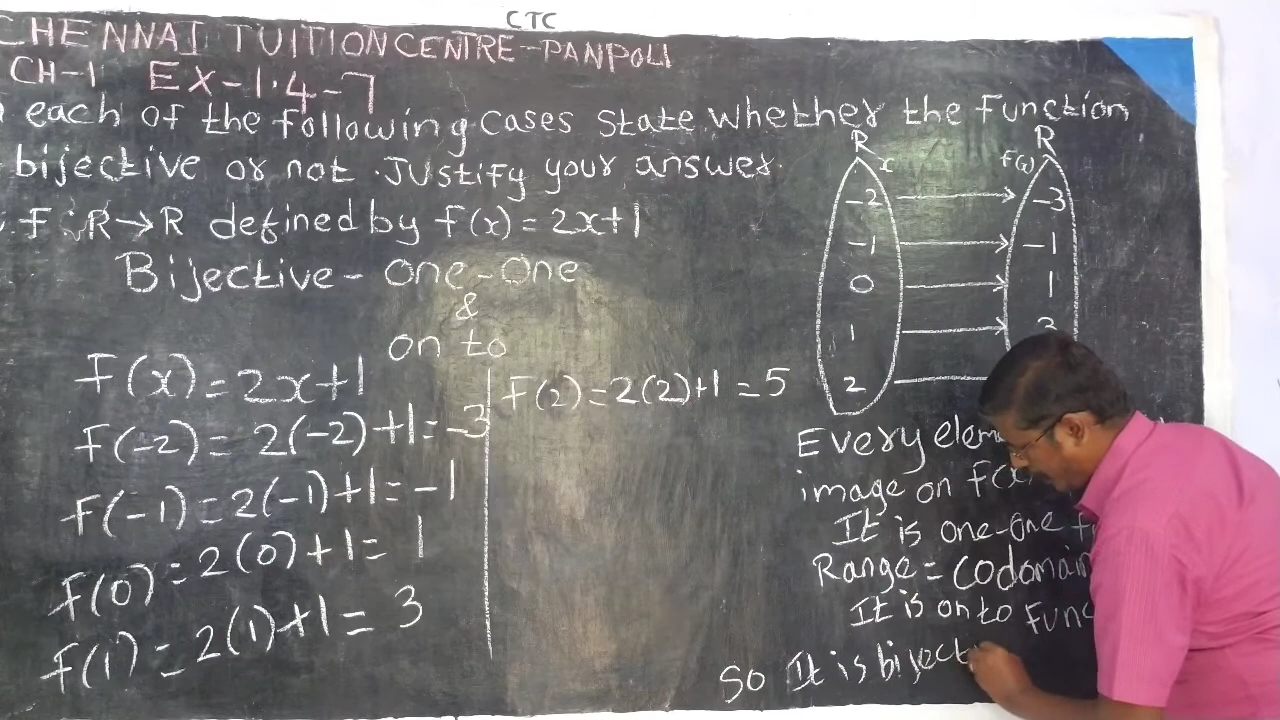 CTC
CHENNAI TUITION CENTRE-PANPOLI
CH-1 EX-1.4-7
each of the following cases state whether the function
bijective or not. Justify your answer.
f : R→R defined by f(x) = 2x+1
Bijective - one-one
&
on to
f(x) = 2x+1
f(-2) = 2(-2)+1 = -3
f(-1) = 2(-1)+1 = -1
f(0) = 2(0)+1 = 1
f(1) = 2(1)+1 = 3
f(2) = 2(2)+1 = 5
R R
x f(x)
-2 → -3
-1 → -1
0 → 1
1 → 3
2
Every
image on
It is one-one
Range = codomain
It is onto
So It is